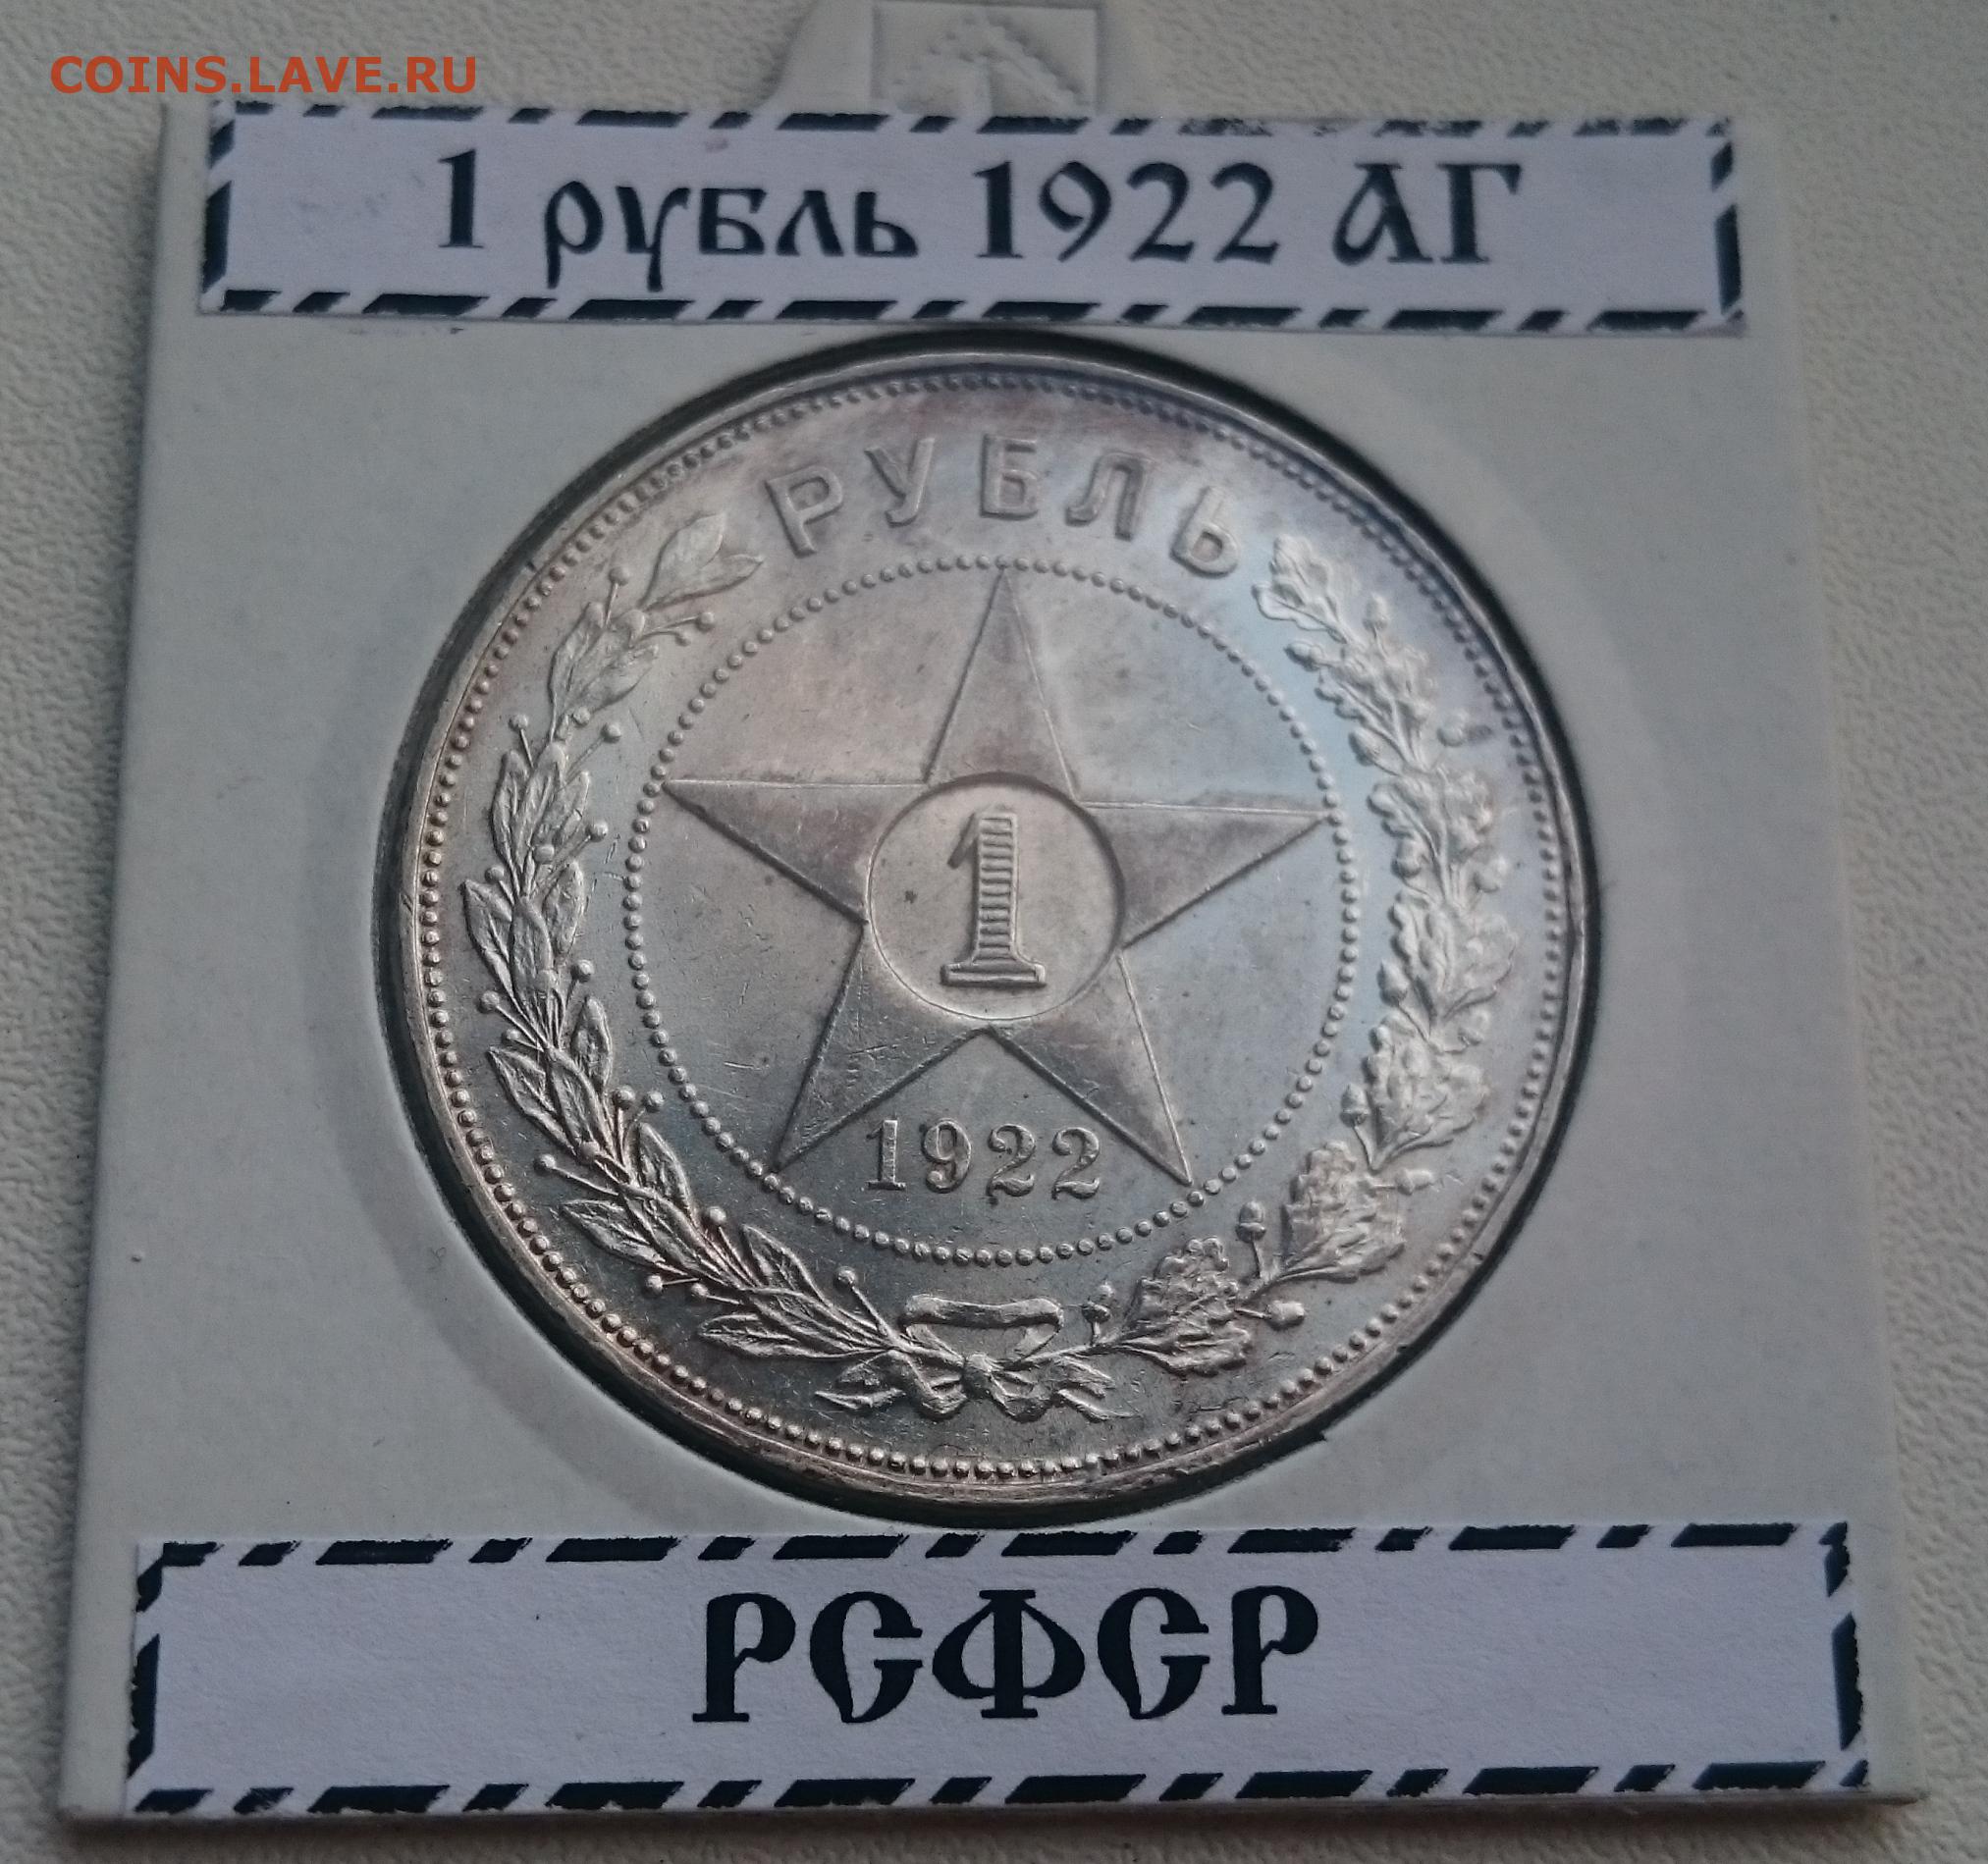 COINS.LAVE.RU
1 рубль 1922 АГ
РУБЛЬ
1
1922
РСФСР